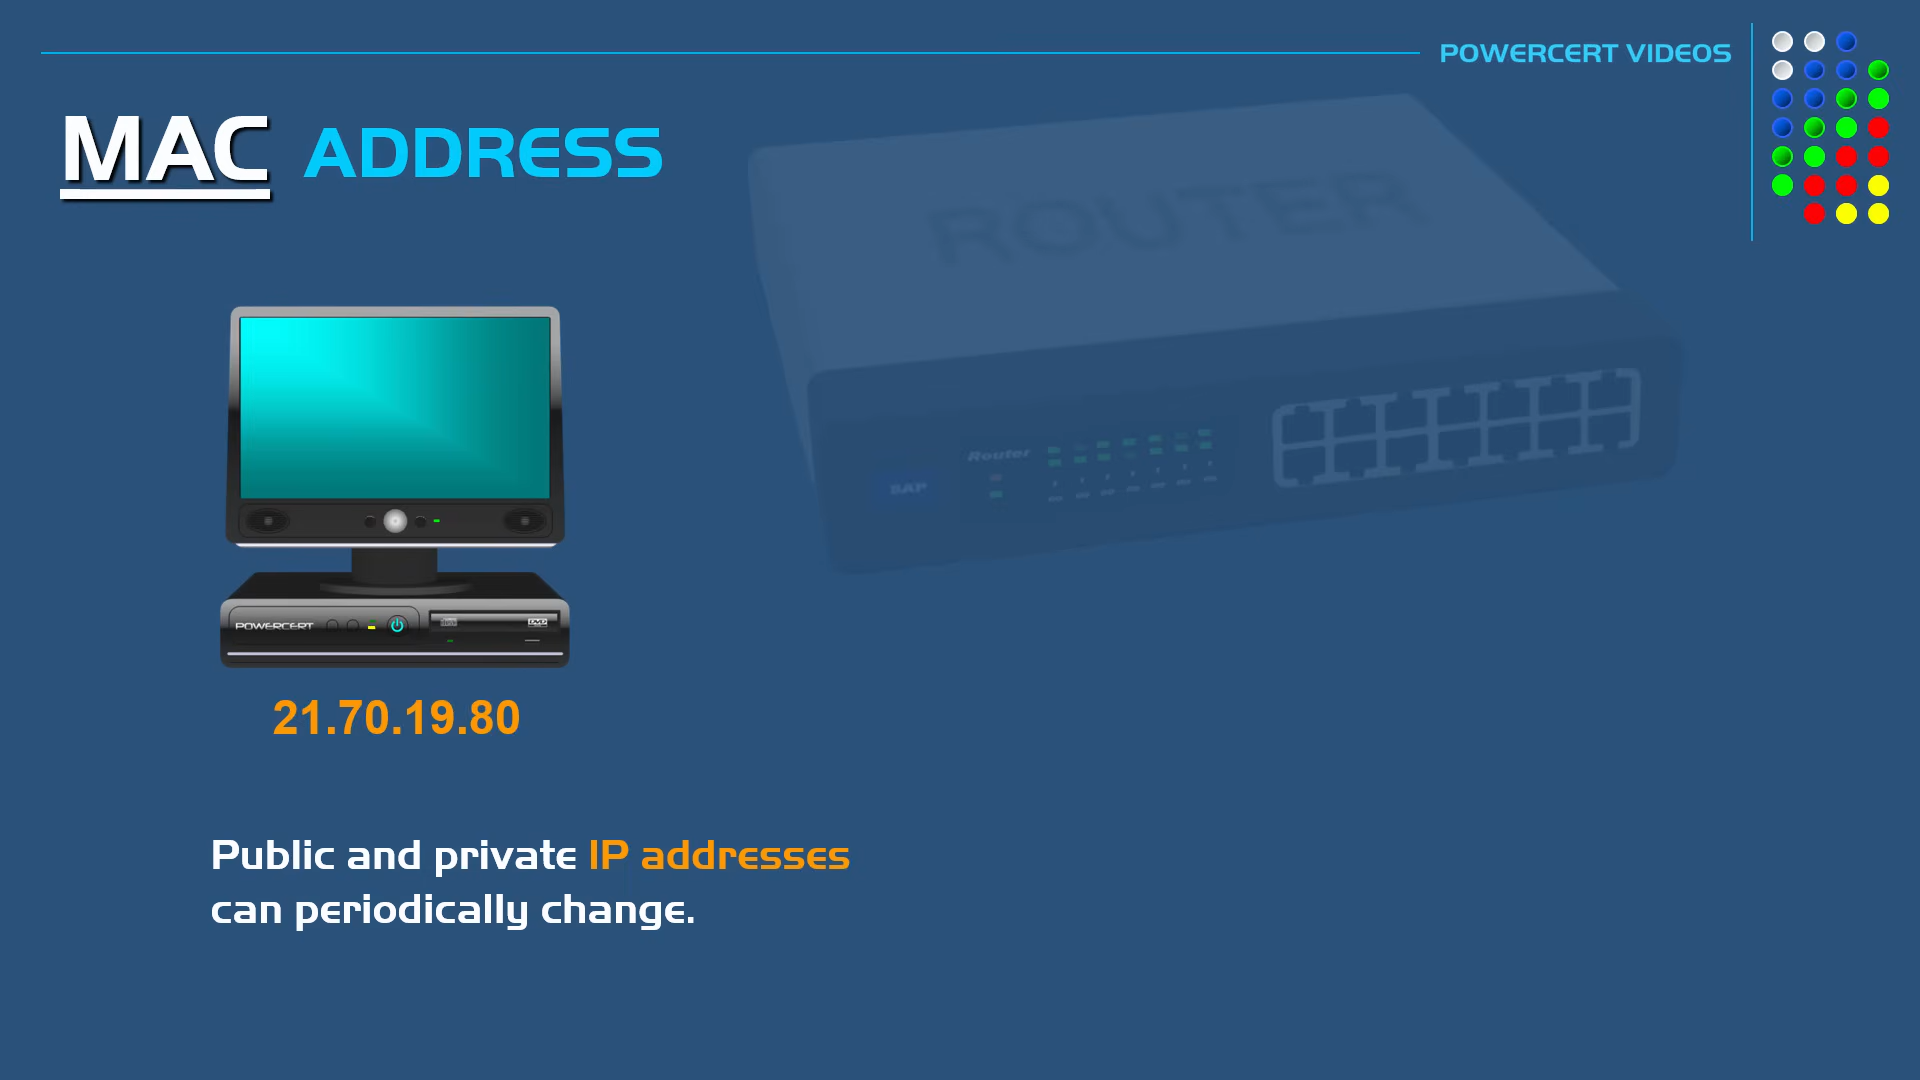 POWERCERT VIDEOS
MAC ADDRESS
ROUTER
Router
POWERCERT
21.70.19.80
Public and private IP addresses
can periodically change.